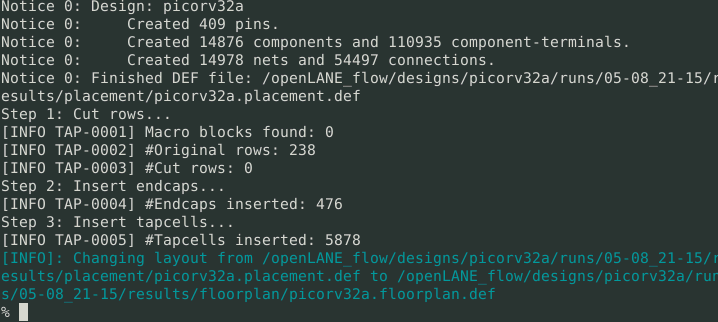 Notice 0: Design: picorv32a
Notice 0:     Created 409 pins.
Notice 0:     Created 14876 components and 110935 component-terminals.
Notice 0:     Created 14978 nets and 54497 connections.
Notice 0: Finished DEF file: /openLANE_flow/designs/picorv32a/runs/05-08_21-15/r
esults/placement/picorv32a.placement.def
Step 1: Cut rows...
[INFO TAP-0001] Macro blocks found: 0
[INFO TAP-0002] #Original rows: 238
[INFO TAP-0003] #Cut rows: 0
Step 2: Insert endcaps...
[INFO TAP-0004] #Endcaps inserted: 476
Step 3: Insert tapcells...
[INFO TAP-0005] #Tapcells inserted: 5878
[INFO]: Changing layout from /openLANE_flow/designs/picorv32a/runs/05-08_21-15/r
esults/placement/picorv32a.placement.def to /openLANE_flow/designs/picorv32a/run
s/05-08_21-15/results/floorplan/picorv32a.floorplan.def
%